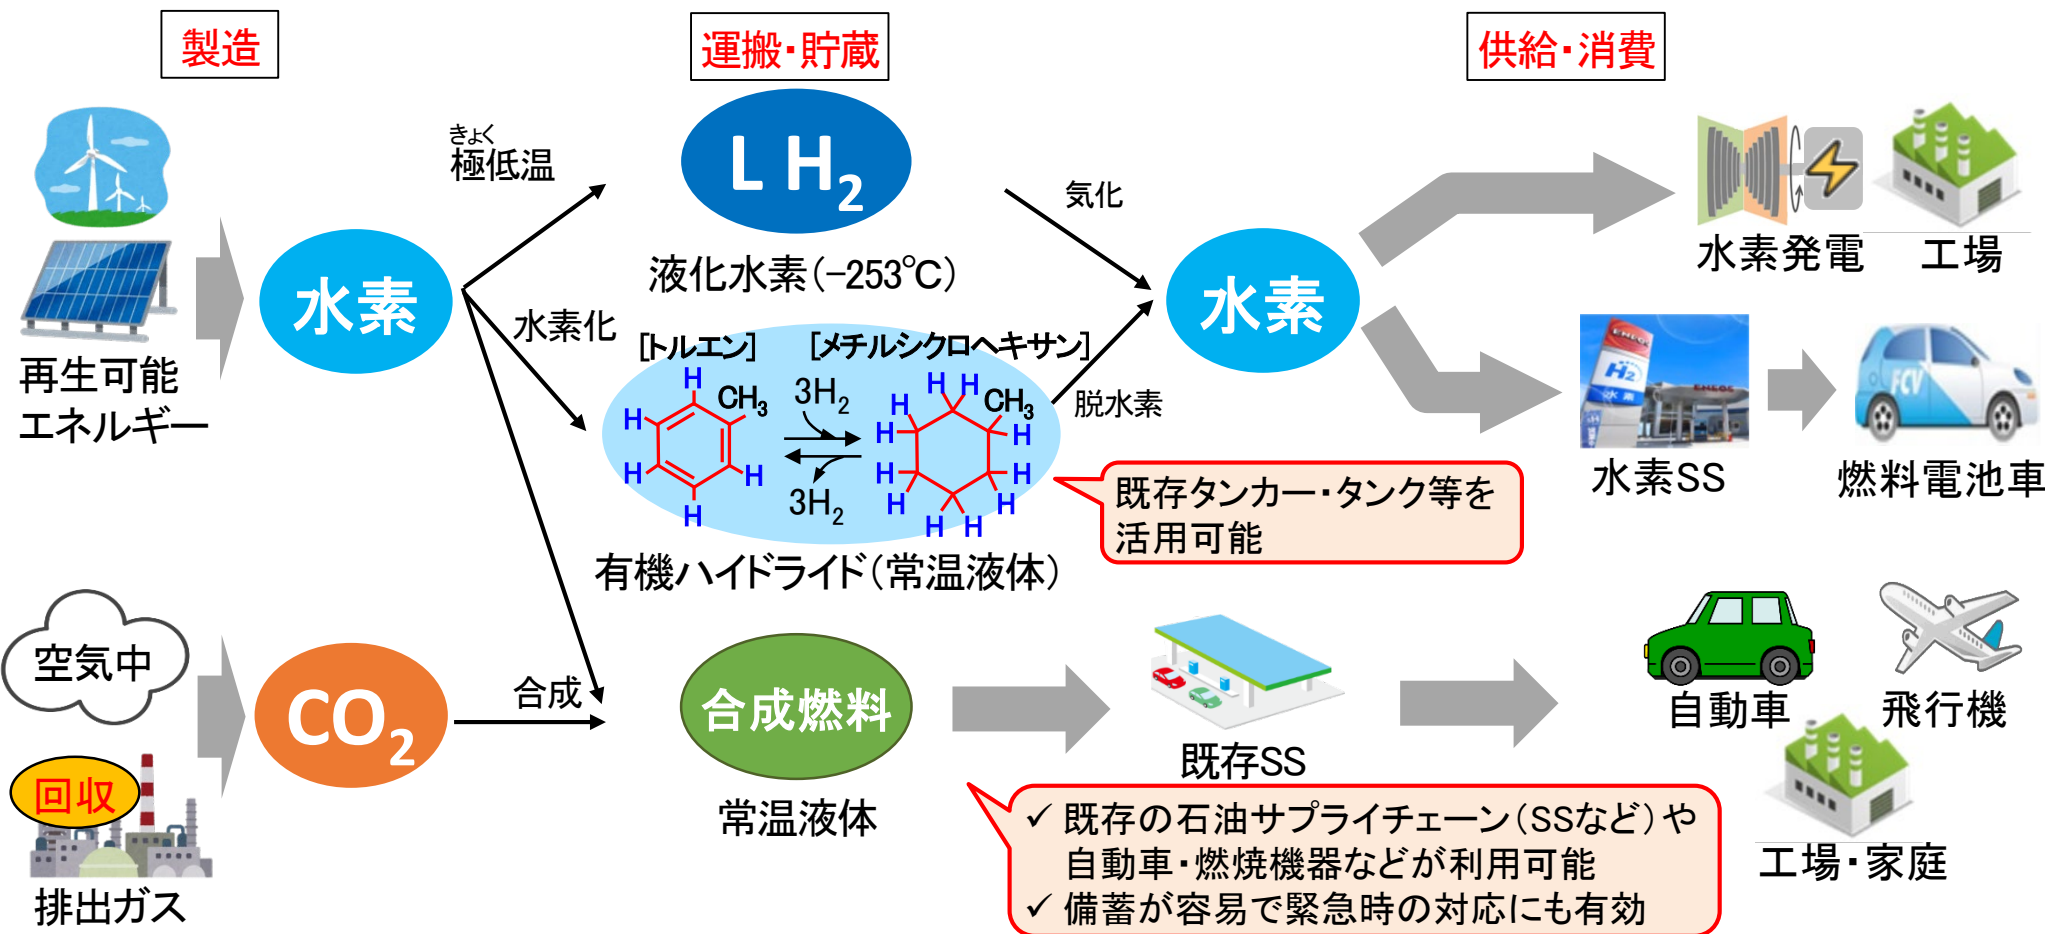 製造
運搬・貯蔵
供給・消費
きょく
極低温
LH2
気化
液化水素(-253℃)
水素
水素
水素発電
工場
再生可能
エネルギー
水素化
[トルエン]
[メチルシクロヘキサン]
H
CH3
3H2
H H
CH3
H
H
H
H
H
H
H
H
H
H
H
3H2
H
H
H
H
H
脱水素
ENEOS
H2
水素
ENEOS
FCV
水素SS
燃料電池車
既存タンカー・タンク等を
活用可能
有機ハイドライド(常温液体)
空気中
CO2
合成
合成燃料
常温液体
既存SS
自動車
飛行機
回収
排出ガス
✓ 既存の石油サプライチェーン(SSなど)や
自動車・燃焼機器などが利用可能
✓ 備蓄が容易で緊急時の対応にも有効
工場・家庭